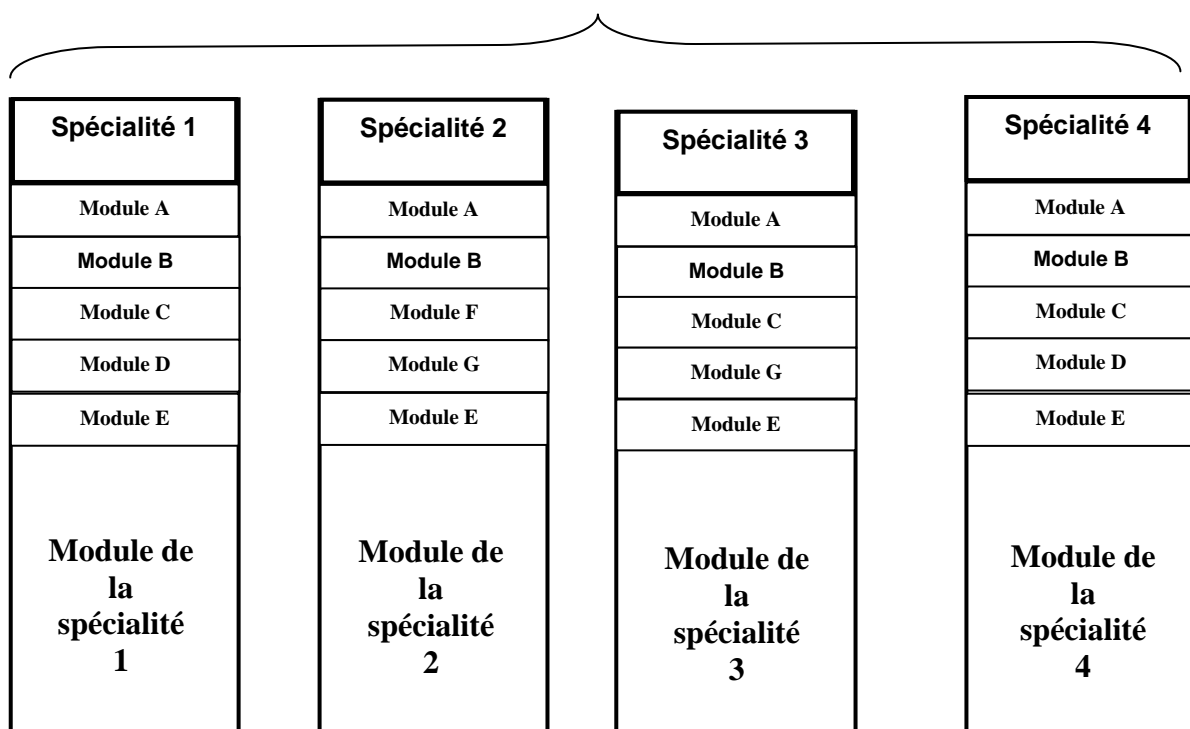 Spécialité 1
Module A
Module B
Module C
Module D
Module E
Module de
la
spécialité
1
Spécialité 2
Module A
Module B
Module F
Module G
Module E
Module de
la
spécialité
2
Spécialité 3
Module A
Module B
Module C
Module G
Module E
Module de
la
spécialité
3
Spécialité 4
Module A
Module B
Module C
Module D
Module E
Module de
la
spécialité
4